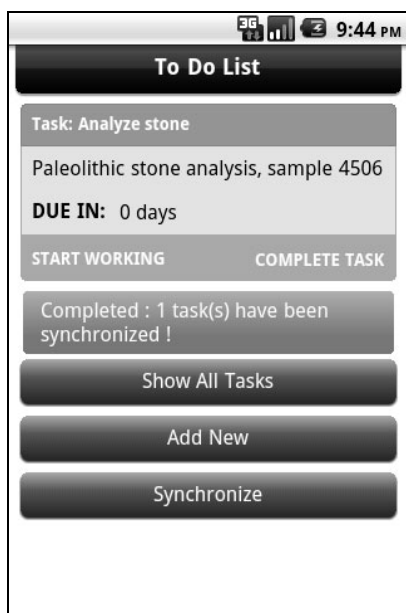 3G 9:44 PM
To Do List
Task: Analyze stone
Paleolithic stone analysis, sample 4506
DUE IN: 0 days
START WORKING COMPLETE TASK
Completed : 1 task(s) have been
synchronized !
Show All Tasks
Add New
Synchronize